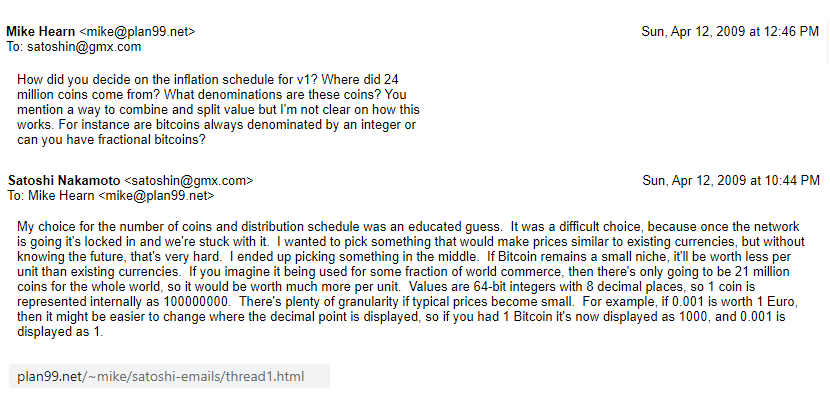 Mike Hearn <mike@plan99.net> Sun, Apr 12, 2009 at 12:46 PM
To: satoshin@gmx.com
How did you decide on the inflation schedule for v1? Where did 24
million coins come from? What denominations are these coins? You
mention a way to combine and split value but I'm not clear on how this
works. For instance are bitcoins always denominated by an integer or
can you have fractional bitcoins?
Satoshi Nakamoto <satoshin@gmx.com> Sun, Apr 12, 2009 at 10:44 PM
To: Mike Hearn <mike@plan99.net>
My choice for the number of coins and distribution schedule was an educated guess. It was a difficult choice, because once the network
is going it's locked in and we're stuck with it. I wanted to pick something that would make prices similar to existing currencies, but without
knowing the future, that's very hard. I ended up picking something in the middle. If Bitcoin remains a small niche, it'll be worth less per
unit than existing currencies. If you imagine it being used for some fraction of world commerce, then there's only going to be 21 million
coins for the whole world, so it would be worth much more per unit. Values are 64-bit integers with 8 decimal places, so 1 coin is
represented internally as 100000000. There's plenty of granularity if typical prices become small. For example, if 0.001 is worth 1 Euro,
then it might be easier to change where the decimal point is displayed, so if you had 1 Bitcoin it's now displayed as 1000, and 0.001 is
displayed as 1.
plan99.net/~mike/satoshi-emails/thread1.html